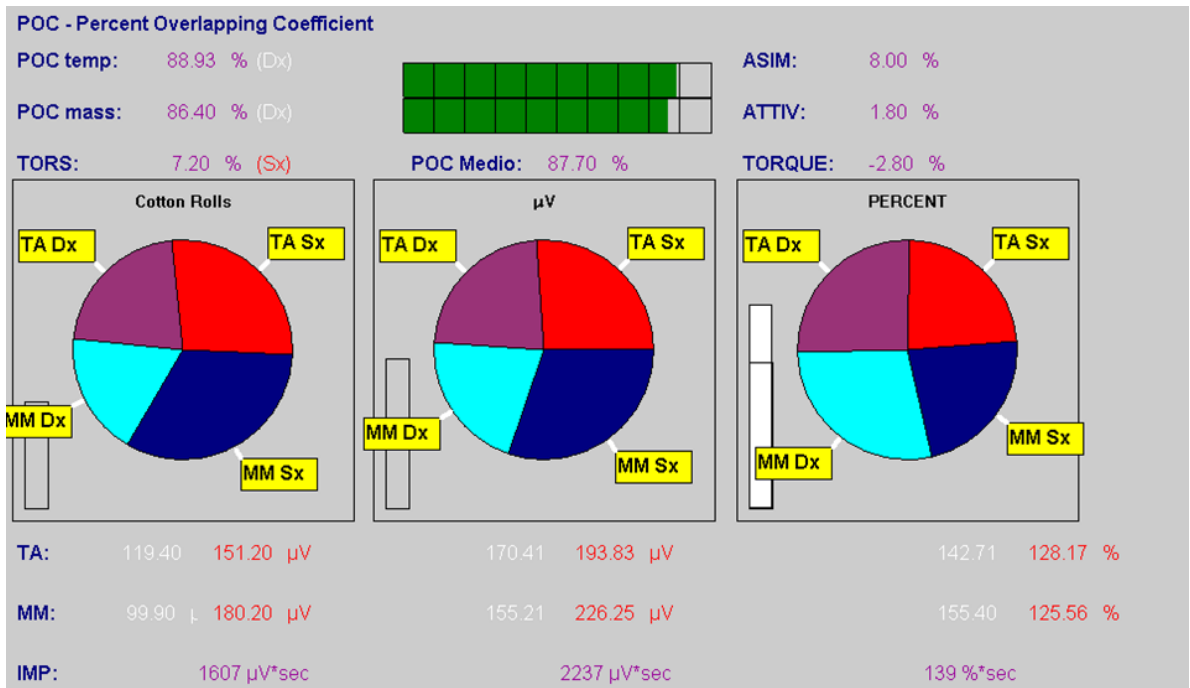 POC - Percent Overlapping Coefficient
POC temp: 88.93 % (Dx) ASIM: 8.00 %
POC mass: 86.40 % (Dx) ATTIV: 1.80 %
TORS: 7.20 % (Sx) POC Medio: 87.70 % TORQUE: -2.80 %
Cotton Rolls µV PERCENT
TA Dx TA Sx TA Dx TA Sx TA Dx TA Sx
MM Dx MM Sx MM Dx MM Sx MM Dx MM Sx
TA: 119.40 151.20 µV 170.41 193.83 µV 142.71 128.17 %
MM: 99.90 180.20 µV 155.21 226.25 µV 155.40 125.56 %
IMP: 1607 µV*sec 2237 µV*sec 139 %*sec